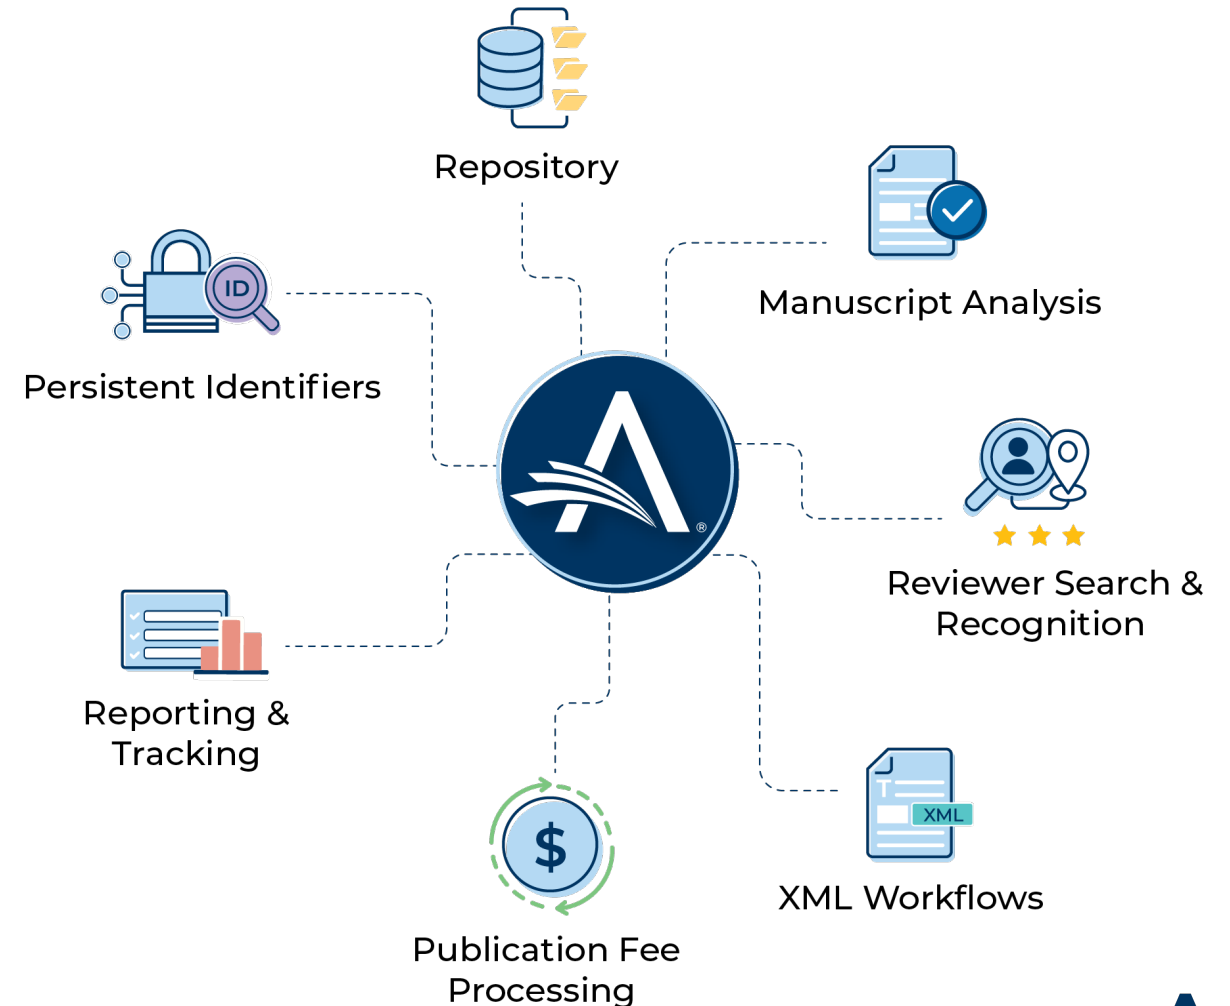 Repository
Manuscript Analysis
ID
Persistent Identifiers
A
®
Reviewer Search &
Recognition
Reporting &
Tracking
T
XML
XML Workflows
$
Publication Fee
Processing